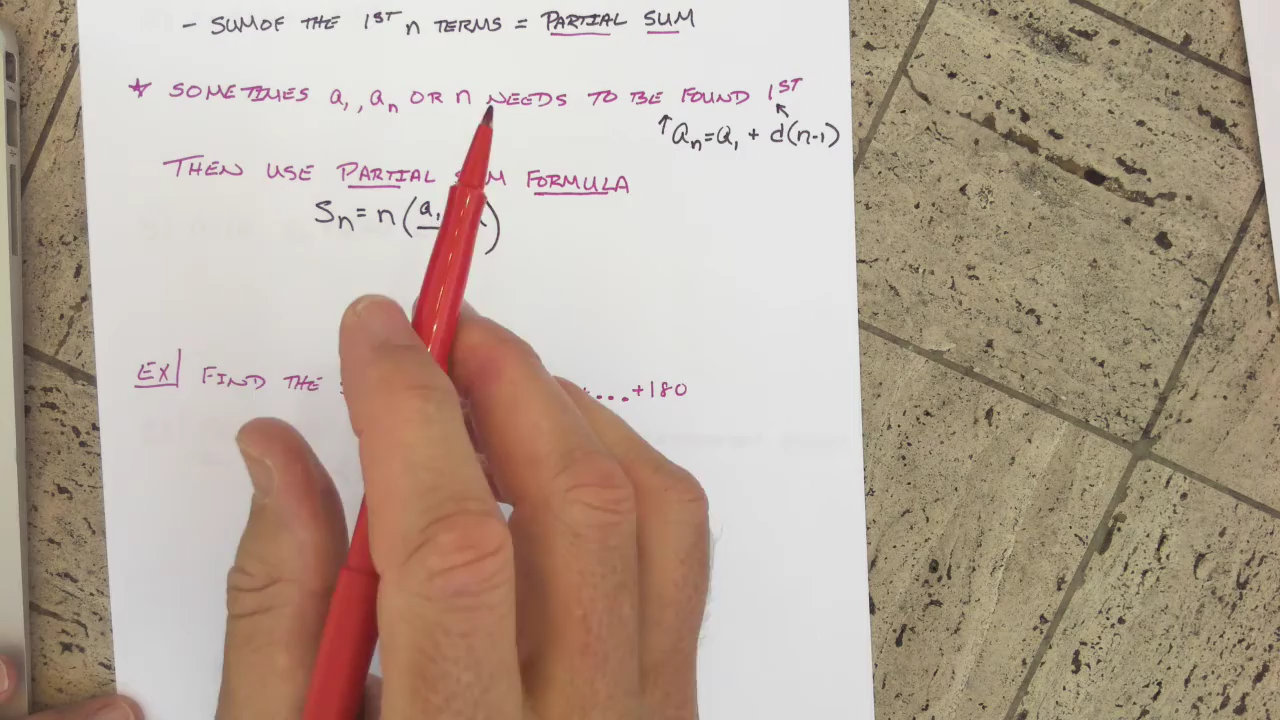 - SUM OF THE 1ST n TERMS = PARTIAL SUM
* SOMETIMES a₁, aₙ OR n NEEDS TO BE FOUND 1ST
↑ aₙ = a₁ + d(n-1)
THEN USE PARTIAL SUM FORMULA
Sₙ = n(a₁ )
EX| FIND THE ... +180